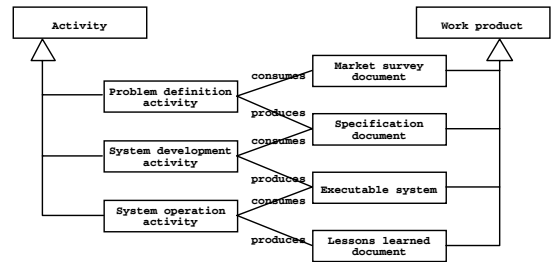 Activity
Work product
consumes
Market survey
document
Problem definition
activity
produces
Specification
document
consumes
System development
activity
produces
Executable system
consumes
System operation
activity
produces
Lessons learned
document